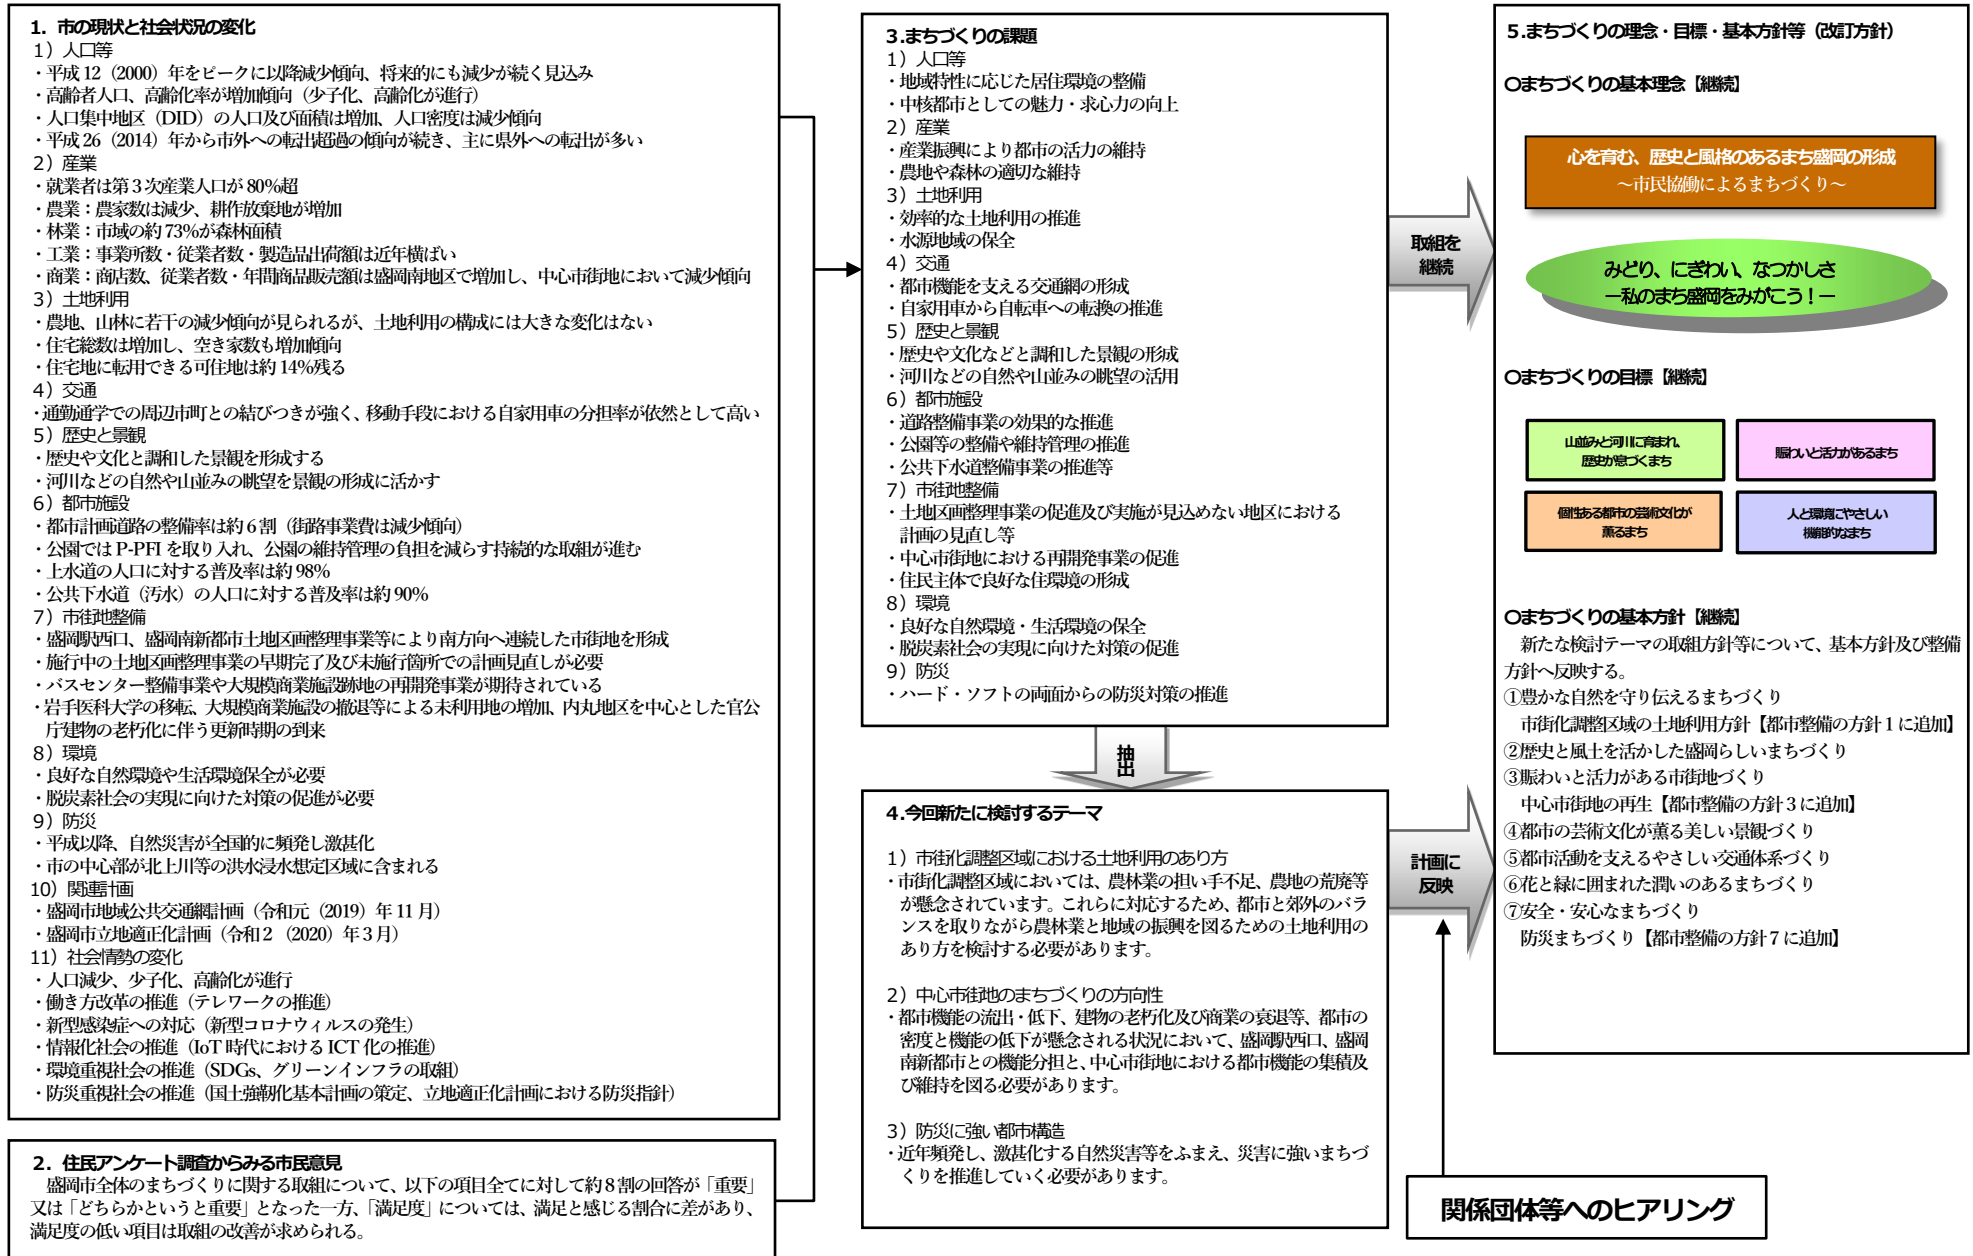 1．市の現状と社会状況の変化
1）人口等
・平成 12（2000）年をピークに以降減少傾向、将来的にも減少が続く見込み
・高齢者人口、高齢化率が増加傾向（少子化、高齢化が進行）
・人口集中地区（DID）の人口及び面積は増加、人口密度は減少傾向
・平成 26（2014）年から市外への転出超過の傾向が続き、主に県外への転出が多い
2）産業
・就業者は第３次産業人口が 80％超
・農業：農家数は減少、耕作放棄地が増加
・林業：市域の約 73％が森林面積
・工業：事業所数・従業者数・製造品出荷額は近年横ばい
・商業：商店数、従業者数・年間商品販売額は盛岡南地区で増加し、中心市街地において減少傾向
3）土地利用
・農地、山林に若干の減少傾向が見られるが、土地利用の構成には大きな変化はない
・住宅総数は増加し、空き家数も増加傾向
・住宅地に転用できる可住地は約 14％残る
4）交通
・通勤通学での周辺市町との結びつきが強く、移動手段における自家用車の分担率が依然として高い
5）歴史と景観
・歴史や文化と調和した景観を形成する
・河川などの自然や山並みの眺望を景観の形成に活かす
6）都市施設
・都市計画道路の整備率は約６割（街路事業費は減少傾向）
・公園では P-PFI を取り入れ、公園の維持管理の負担を減らす持続的な取組が進む
・上水道の人口に対する普及率は約 98％
・公共下水道（汚水）の人口に対する普及率は約 90％
7）市街地整備
・盛岡駅西口、盛岡南新都市土地区画整理事業等により南方向へ連続した市街地を形成
・施行中の土地区画整理事業の早期完了及び未施行箇所での計画見直しが必要
・バスセンター整備事業や大規模商業施設跡地の再開発事業が期待されている
・岩手医科大学の移転、大規模商業施設の撤退等による未利用地の増加、内丸地区を中心とした官公
庁建物の老朽化に伴う更新時期の到来
8）環境
・良好な自然環境や生活環境保全が必要
・脱炭素社会の実現に向けた対策の促進が必要
9）防災
・平成以降、自然災害が全国的に頻発し激甚化
・市の中心部が北上川等の洪水浸水想定区域に含まれる
10）関連計画
・盛岡市地域公共交通網計画（令和元（2019）年 11 月）
・盛岡市立地適正化計画（令和２（2020）年３月）
11）社会情勢の変化
・人口減少、少子化、高齢化が進行
・働き方改革の推進（テレワークの推進）
・新型感染症への対応（新型コロナウィルスの発生）
・情報化社会の推進（IoT 時代における ICT 化の推進）
・環境重視社会の推進（SDGs、グリーンインフラの取組）
・防災重視社会の推進（国土強靭化基本計画の策定、立地適正化計画における防災指針）
2．住民アンケート調査からみる市民意見
盛岡市全体のまちづくりに関する取組について、以下の項目全てに対して約８割の回答が「重要」
又は「どちらかというと重要」となった一方、「満足度」については、満足と感じる割合に差があり、
満足度の低い項目は取組の改善が求められる。
3.まちづくりの課題
1）人口等
・地域特性に応じた居住環境の整備
・中核都市としての魅力・求心力の向上
2）産業
・産業振興により都市の活力の維持
・農地や森林の適切な維持
3）土地利用
・効率的な土地利用の推進
・水源地域の保全
4）交通
・都市機能を支える交通網の形成
・自家用車から自転車への転換の推進
5）歴史と景観
・歴史や文化などと調和した景観の形成
・河川などの自然や山並みの眺望の活用
6）都市施設
・道路整備事業の効果的な推進
・公園等の整備や維持管理の推進
・公共下水道整備事業の推進等
7）市街地整備
・土地区画整理事業の促進及び実施が見込めない地区における
計画の見直し等
・中心市街地における再開発事業の促進
・住民主体で良好な住環境の形成
8）環境
・良好な自然環境・生活環境の保全
・脱炭素社会の実現に向けた対策の促進
9）防災
・ハード・ソフトの両面からの防災対策の推進
抽
出
4.今回新たに検討するテーマ
1）市街化調整区域における土地利用のあり方
・市街化調整区域においては、農林業の担い手不足、農地の荒廃等
が懸念されています。これらに対応するため、都市と郊外のバラ
ンスを取りながら農林業と地域の振興を図るための土地利用の
あり方を検討する必要があります。
2）中心市街地のまちづくりの方向性
・都市機能の流出・低下、建物の老朽化及び商業の衰退等、都市の
密度と機能の低下が懸念される状況において、盛岡駅西口、盛岡
南新都市との機能分担と、中心市街地における都市機能の集積及
び維持を図る必要があります。
3）防災に強い都市構造
・近年頻発し、激甚化する自然災害等をふまえ、災害に強いまちづ
くりを推進していく必要があります。
取組を
継続
計画に
反映
関係団体等へのヒアリング
5.まちづくりの理念・目標・基本方針等（改訂方針）
〇まちづくりの基本理念【継続】
心を育む、歴史と風格のあるまち盛岡の形成
～市民協働によるまちづくり～
みどり、にぎわい、なつかしさ
－私のまち盛岡をみがこう！－
〇まちづくりの目標【継続】
山並みと河川に育まれ、
歴史が息づくまち
賑わいと活力があるまち
個性ある都市の芸術文化が
薫るまち
人と環境にやさしい
機能的なまち
〇まちづくりの基本方針【継続】
新たな検討テーマの取組方針等について、基本方針及び整備
方針へ反映する。
①豊かな自然を守り伝えるまちづくり
市街化調整区域の土地利用方針【都市整備の方針１に追加】
②歴史と風土を活かした盛岡らしいまちづくり
③賑わいと活力がある市街地づくり
中心市街地の再生【都市整備の方針３に追加】
④都市の芸術文化が薫る美しい景観づくり
⑤都市活動を支えるやさしい交通体系づくり
⑥花と緑に囲まれた潤いのあるまちづくり
⑦安全・安心なまちづくり
防災まちづくり【都市整備の方針７に追加】